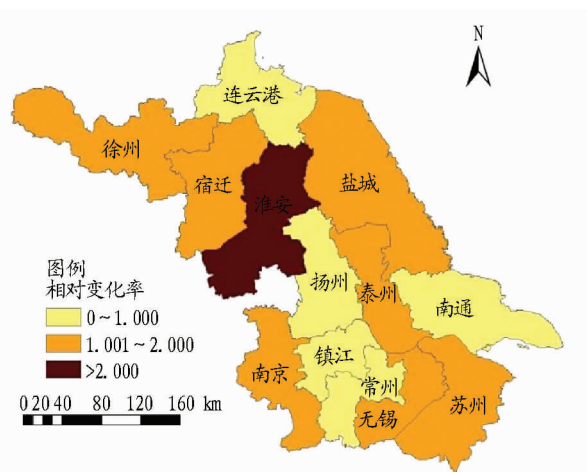 N
连云港
徐州
宿迁
淮安
盐城
扬州
泰州
南通
镇江
南京
常州
无锡
苏州
图例
相对变化率
0～1.000
1.001～2.000
>2.000
0 20 40 80 120 160 km